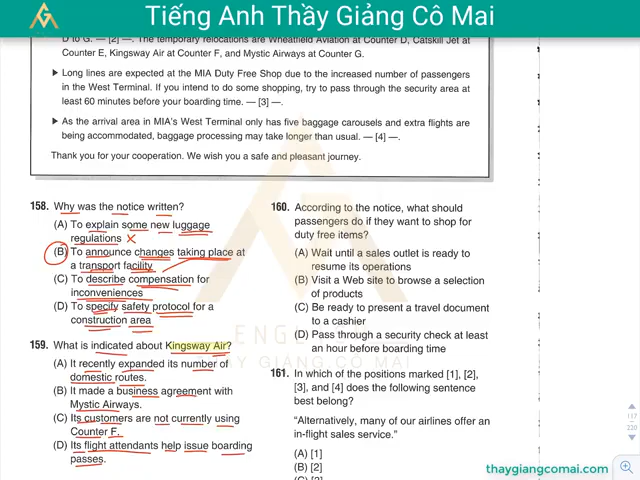 Tiếng Anh Thầy Giảng Cô Mai
D to G. — [2] —. The temporary relocations are Wheatfield Aviation at Counter D, Catskill Jet at
Counter E, Kingsway Air at Counter F, and Mystic Airways at Counter G.
▶ Long lines are expected at the MIA Duty Free Shop due to the increased number of passengers
in the West Terminal. If you intend to do some shopping, try to pass through the security area at
least 60 minutes before your boarding time. — [3] —.
▶ As the arrival area in MIA's West Terminal only has five baggage carousels and extra flights are
being accommodated, baggage processing may take longer than usual. — [4] —.
Thank you for your cooperation. We wish you a safe and pleasant journey.
158. Why was the notice written?
(A) To explain some new luggage
regulations
(B) To announce changes taking place at
a transport facility
(C) To describe compensation for
inconveniences
(D) To specify safety protocol for a
construction area
159. What is indicated about Kingsway Air?
(A) It recently expanded its number of
domestic routes.
(B) It made a business agreement with
Mystic Airways.
(C) Its customers are not currently using
Counter F.
(D) Its flight attendants help issue boarding
passes.
160. According to the notice, what should
passengers do if they want to shop for
duty free items?
(A) Wait until a sales outlet is ready to
resume its operations
(B) Visit a Web site to browse a selection
of products
(C) Be ready to present a travel document
to a cashier
(D) Pass through a security check at least
an hour before boarding time
161. In which of the positions marked [1], [2],
[3], and [4] does the following sentence
best belong?
"Alternatively, many of our airlines offer an
in-flight sales service."
(A) [1]
(B) [2]
137
220
thaygiangcomai.com